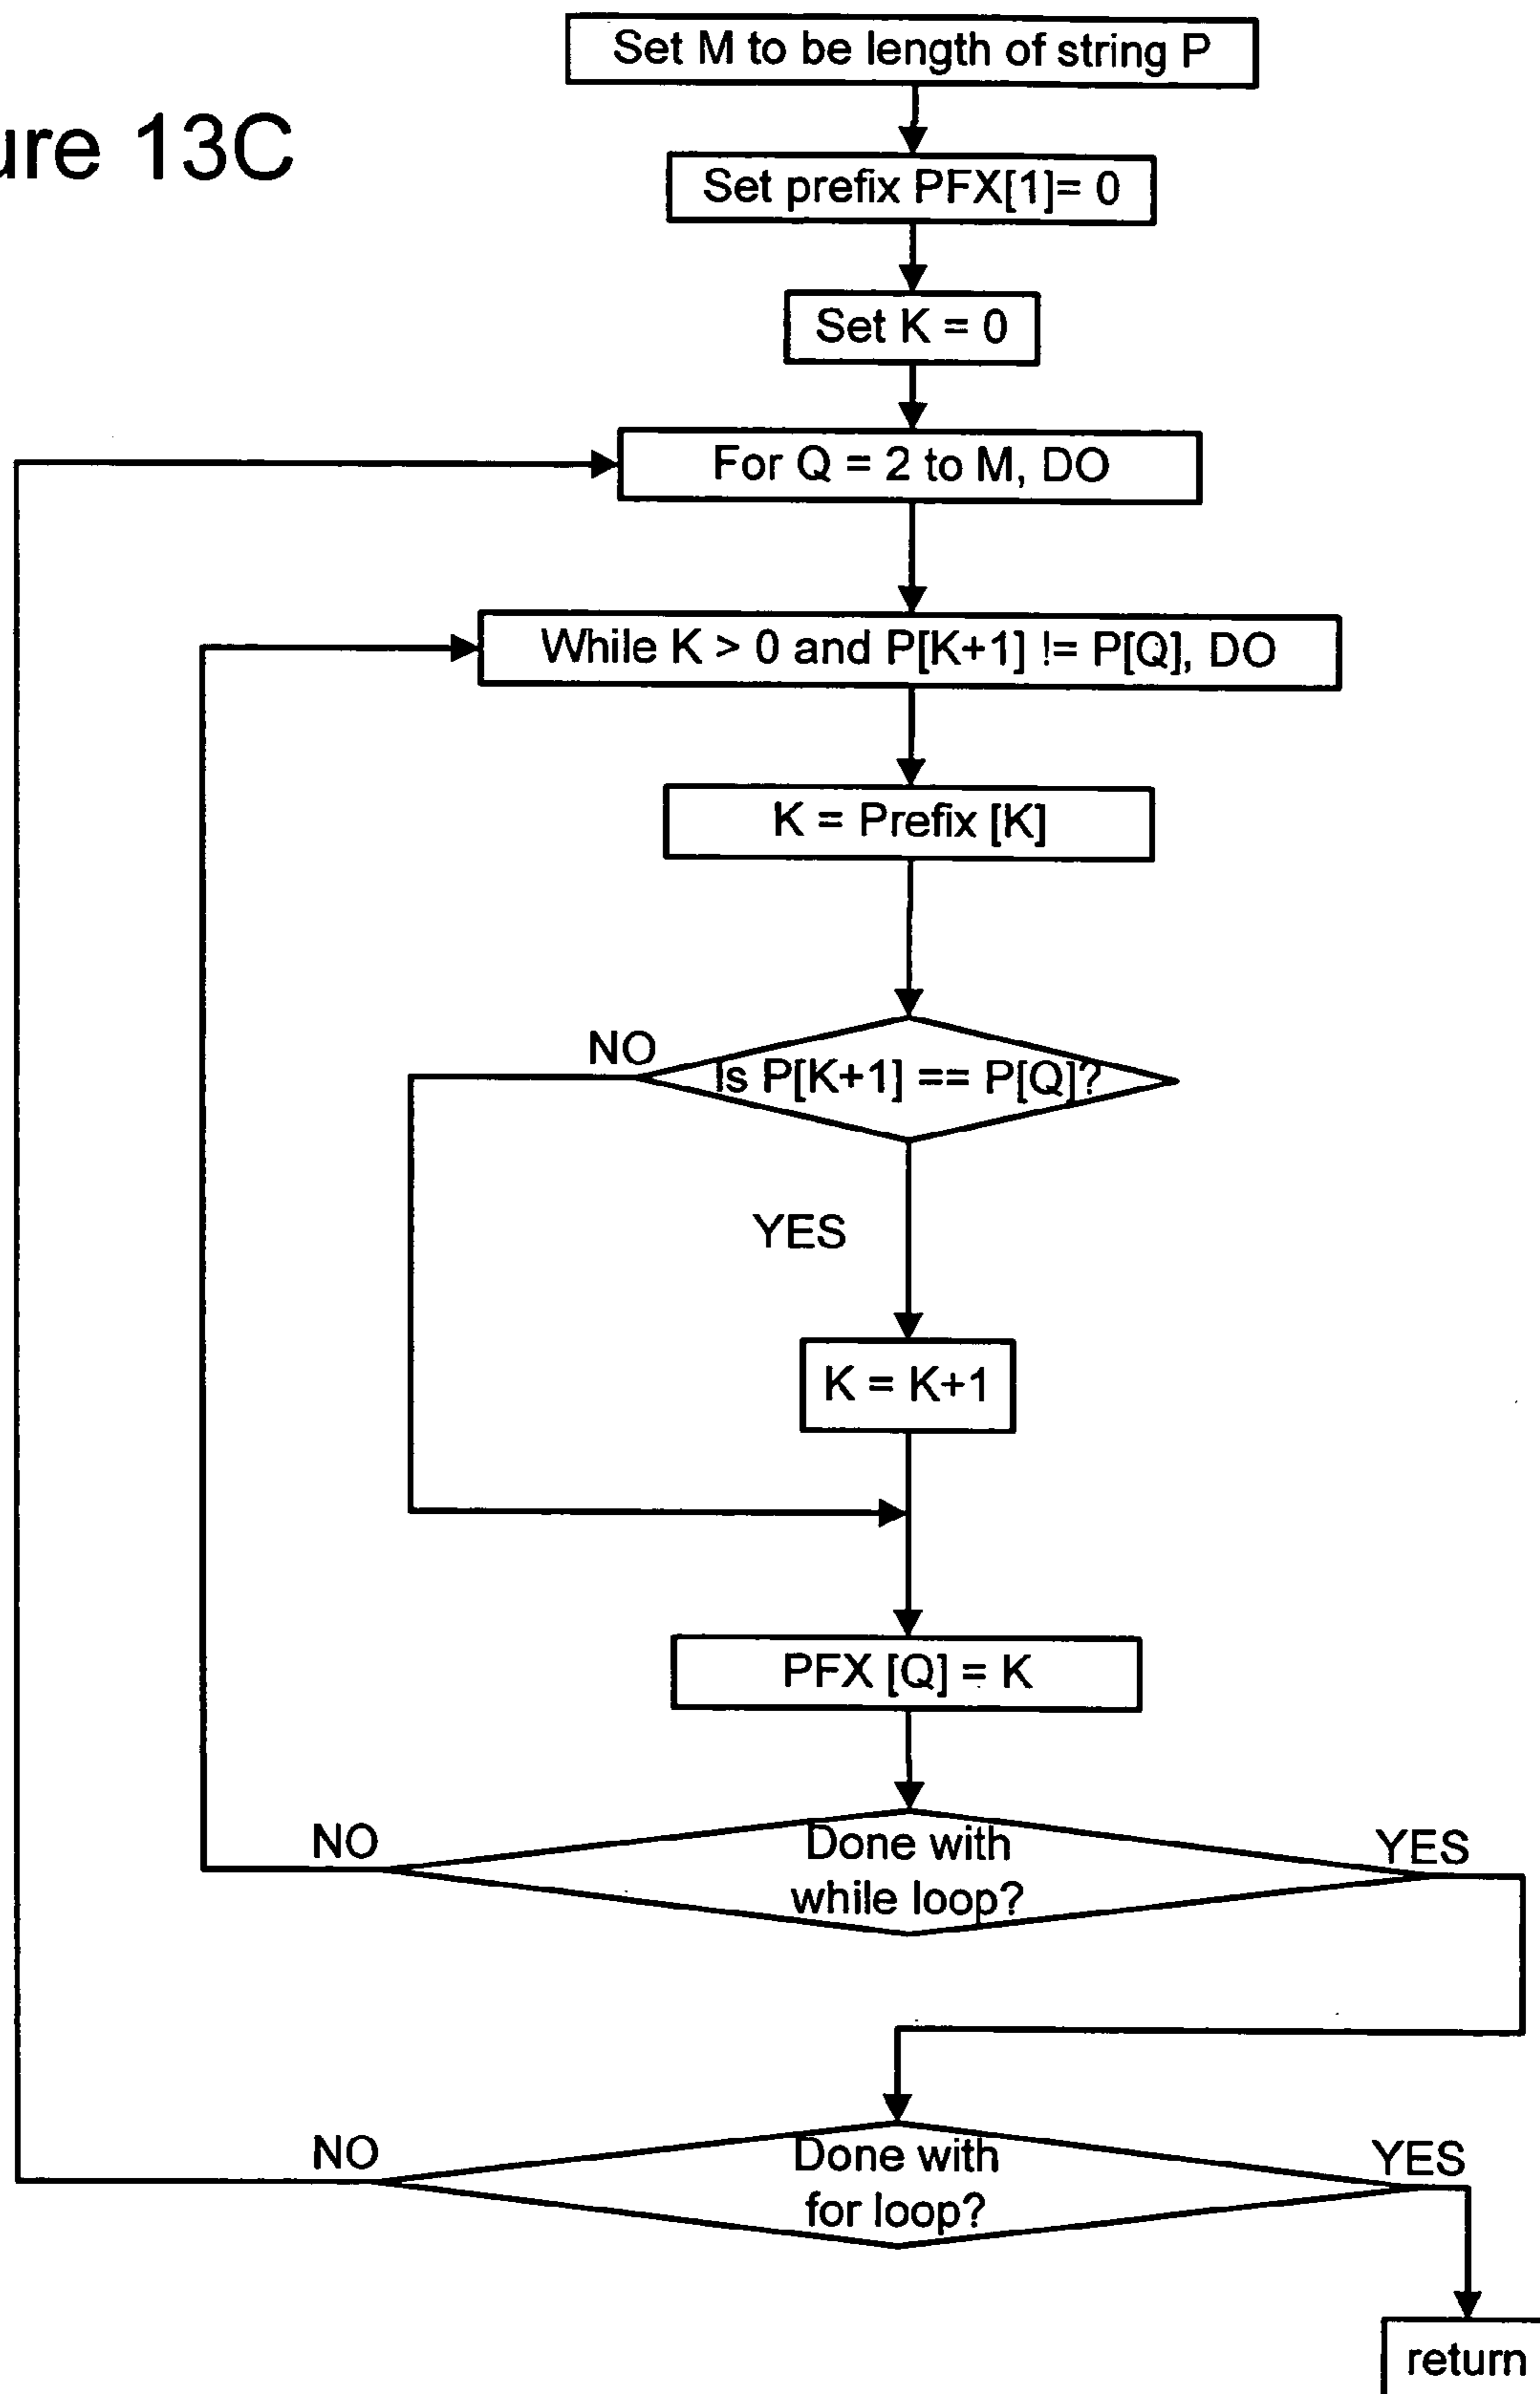 Set M to be length of string P
ure 13C
Set prefix PFX[1]= 0
Set K = 0
For Q = 2 to M, DO
While K > 0 and P[K+1] != P[Q], DO
K = Prefix [K]
NO
Is P[K+1] == P[Q]?
YES
K = K+1
PFX [Q] = K
NO
Done with
while loop?
YES
NO
Done with
for loop?
YES
return